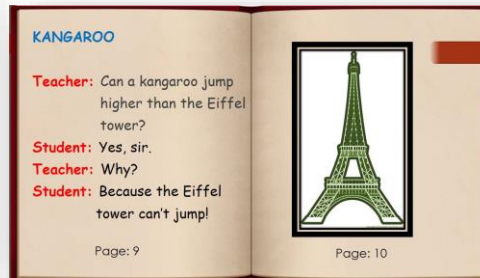 KANGAROO
Teacher: Can a kangaroo jump
higher than the Eiffel
tower?
Student: Yes, sir.
Teacher: Why?
Student: Because the Eiffel
tower can't jump!
Page: 9
Page: 10